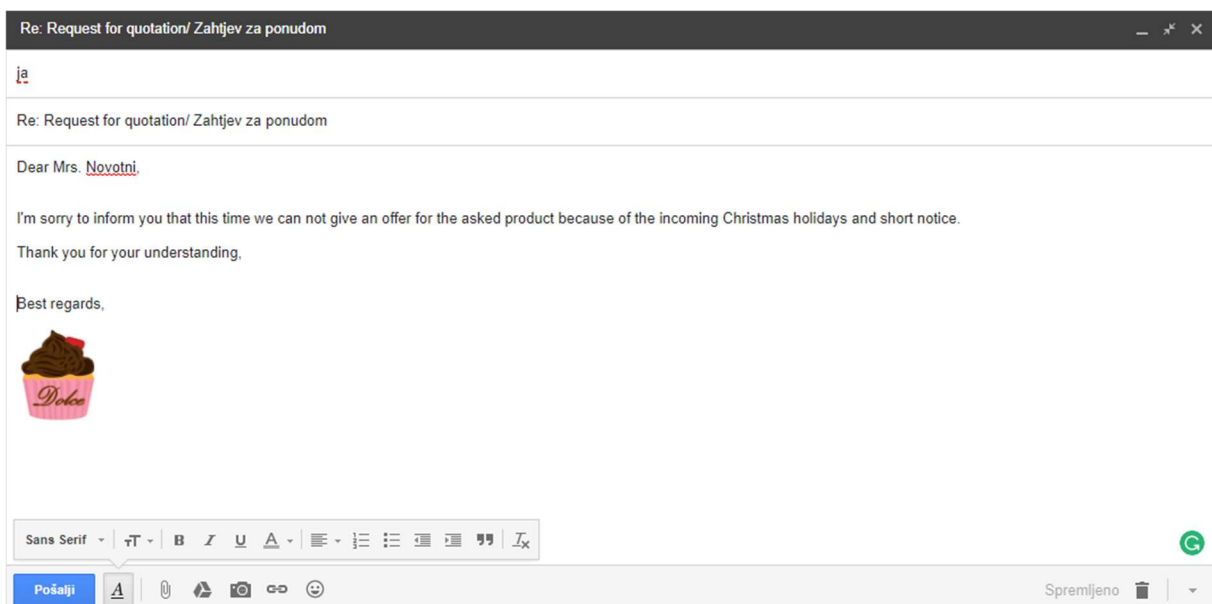 Re: Request for quotation/ Zahtjev za ponudom
ja
Re: Request for quotation/ Zahtjev za ponudom
Dear Mrs. Novotni,
I'm sorry to inform you that this time we can not give an offer for the asked product because of the incoming Christmas holidays and short notice.
Thank you for your understanding,
Best regards,
Dolce
Sans Serif
Pošalji
Spremljeno